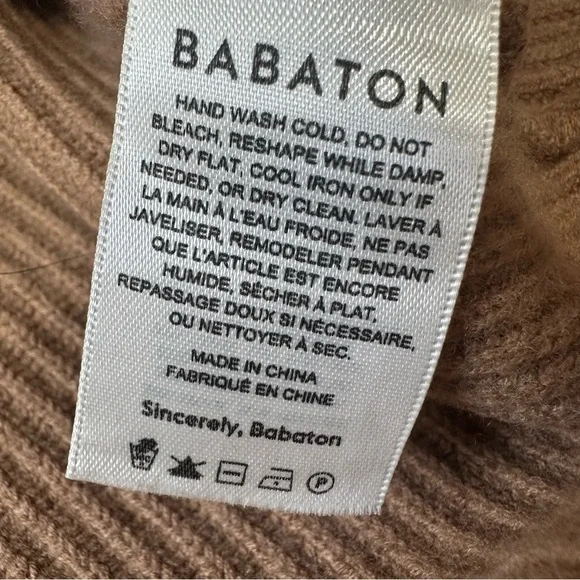 BABATON
HAND WASH COLD, DO NOT
BLEACH, RESHAPE WHILE DAMP,
DRY FLAT, COOL IRON ONLY IF
NEEDED, OR DRY CLEAN. LAVER À
LA MAIN À L'EAU FROIDE, NE PAS
JAVELISER, REMODELER PENDANT
QUE L'ARTICLE EST ENCORE
HUMIDE, SÉCHER À PLAT.
REPASSAGE DOUX SI NÉCESSAIRE,
OU NETTOYER À SEC.
MADE IN CHINA
FABRIQUÉ EN CHINE
Sincerely, Babaton
P